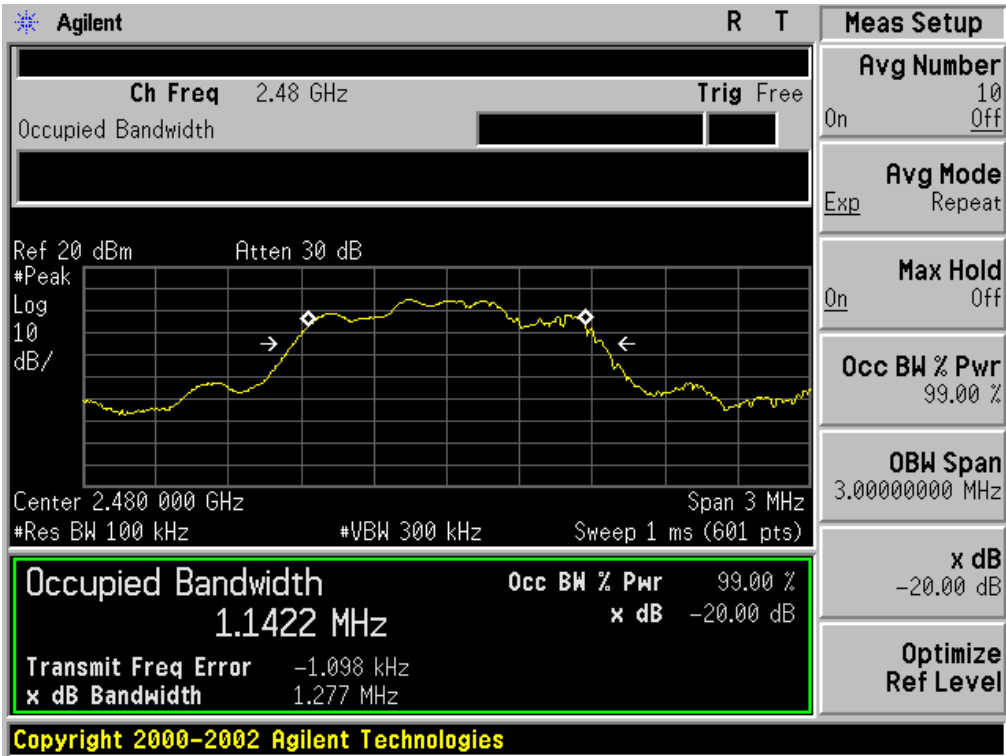 Agilent R T
Ch Freq 2.48 GHz Trig Free
Occupied Bandwidth
Ref 20 dBm Atten 30 dB
#Peak
Log
10
dB/
Center 2.480 000 GHz Span 3 MHz
#Res BW 100 kHz #VBW 300 kHz Sweep 1 ms (601 pts)
Occupied Bandwidth Occ BW % Pwr 99.00 %
1.1422 MHz x dB -20.00 dB
Transmit Freq Error -1.098 kHz
x dB Bandwidth 1.277 MHz
Copyright 2000-2002 Agilent Technologies
Meas Setup
Avg Number
10
On Off
Avg Mode
Exp Repeat
Max Hold
On Off
Occ BW % Pwr
99.00 %
OBW Span
3.00000000 MHz
x dB
-20.00 dB
Optimize
Ref Level